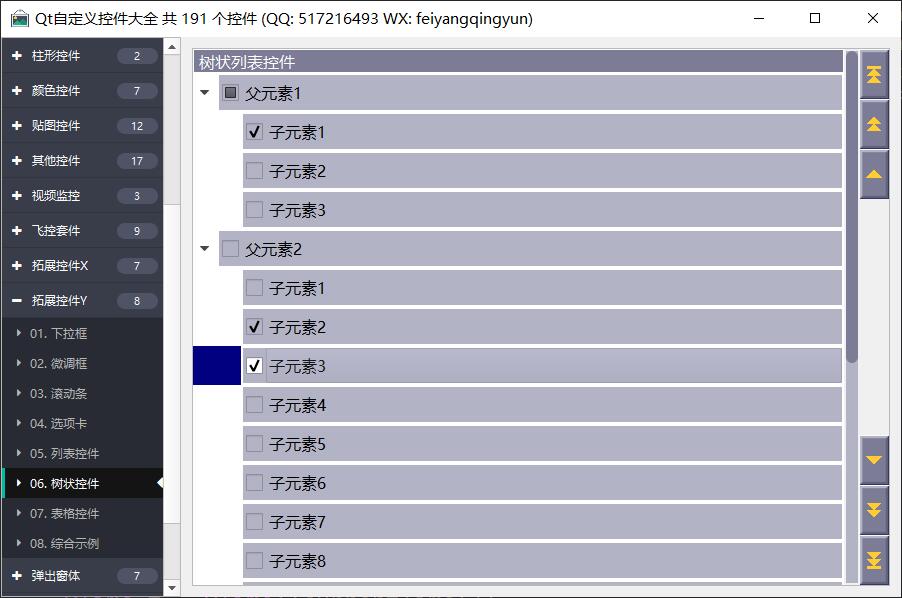 Qt自定义控件大全 共 191 个控件 (QQ: 517216493 WX: feiyangqingyun)
柱形控件 2
颜色控件 7
贴图控件 12
其他控件 17
视频监控 3
飞控套件 9
拓展控件X 7
拓展控件Y 8
01. 下拉框
02. 微调框
03. 滚动条
04. 选项卡
05. 列表控件
06. 树状控件
07. 表格控件
08. 综合示例
弹出窗体 7
树状列表控件
父元素1
子元素1
子元素2
子元素3
父元素2
子元素1
子元素2
子元素3
子元素4
子元素5
子元素6
子元素7
子元素8